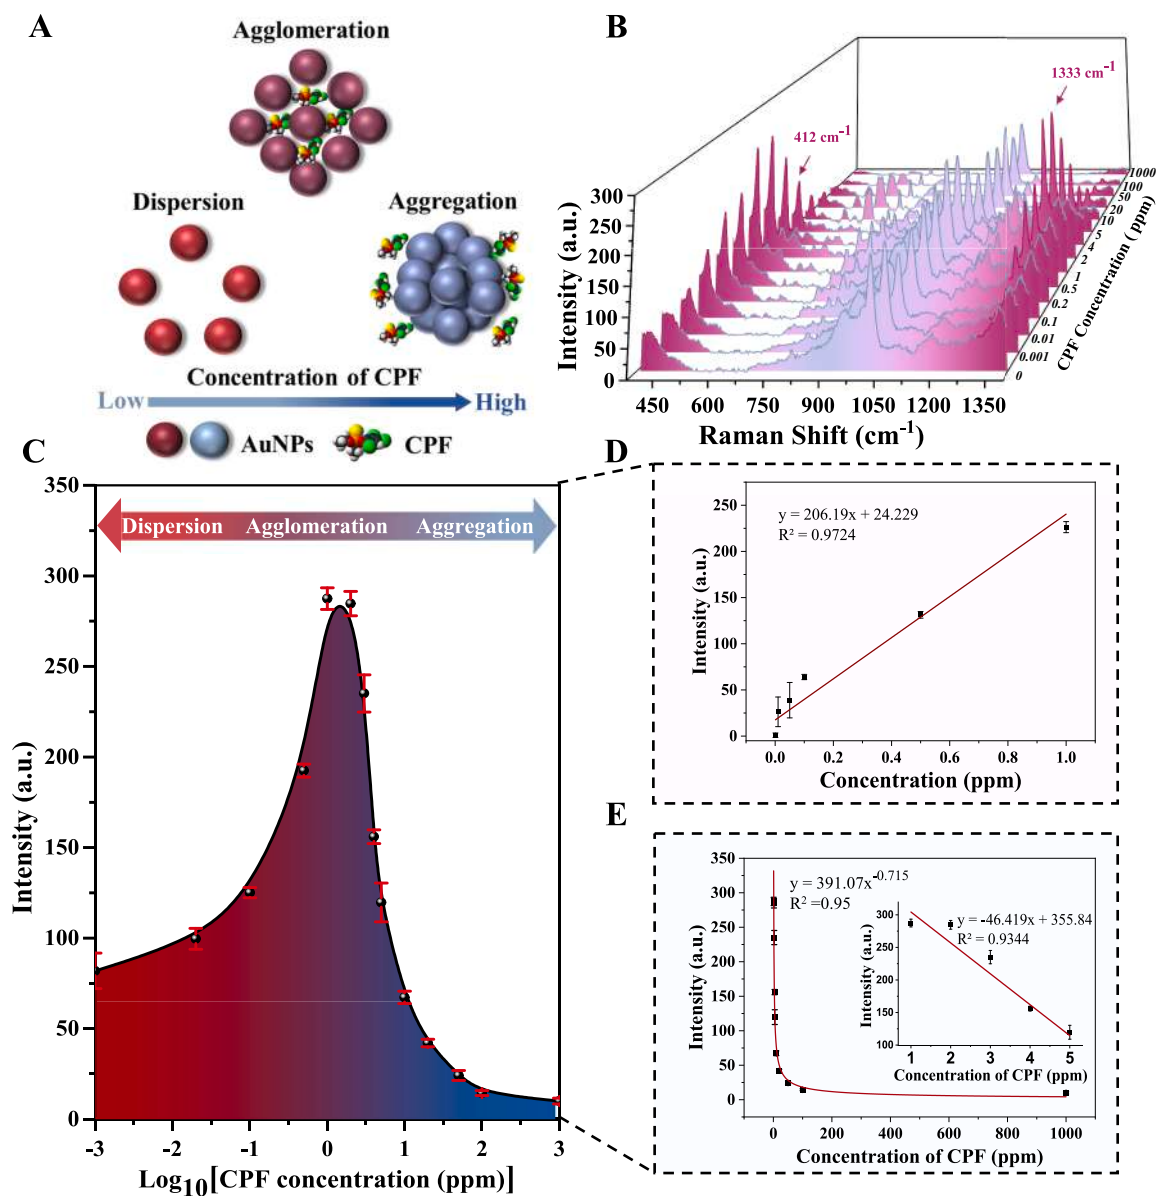 A
Agglomeration
Dispersion
Aggregation
Concentration of CPF
Low
High
AuNPs
CPF
B
1333 cm-1
412 cm-1
Intensity (a.u.)
300
250
200
150
100
50
0
450 600 750 900 1050 1200 1350
Raman Shift (cm-1)
1000
100
50
20
10
5
4
2
1
0.5
0.2
0.1
0.01
0.001
0
CPF Concentration ( ppm)
C
Dispersion Agglomeration Aggregation
Intensity (a.u.)
350
300
250
200
150
100
50
0
-3 -2 -1 0 1 2 3
Log10[CPF concentration (ppm)]
D
y = 206.19x + 24.229
R2 = 0.9724
Intensity (a.u.)
250
200
150
100
50
0
0.0 0.2 0.4 0.6 0.8 1.0
Concentration (ppm)
E
y = 391.07x-0.715
R2 =0.95
Intensity (a.u.)
350
300
250
200
150
100
50
0
0 200 400 600 800 1000
Concentration of CPF (ppm)
y = -46.419x + 355.84
R2 = 0.9344
Intensity (a.u.)
300
250
200
150
100
1 2 3 4 5
Concentration of CPF (ppm)